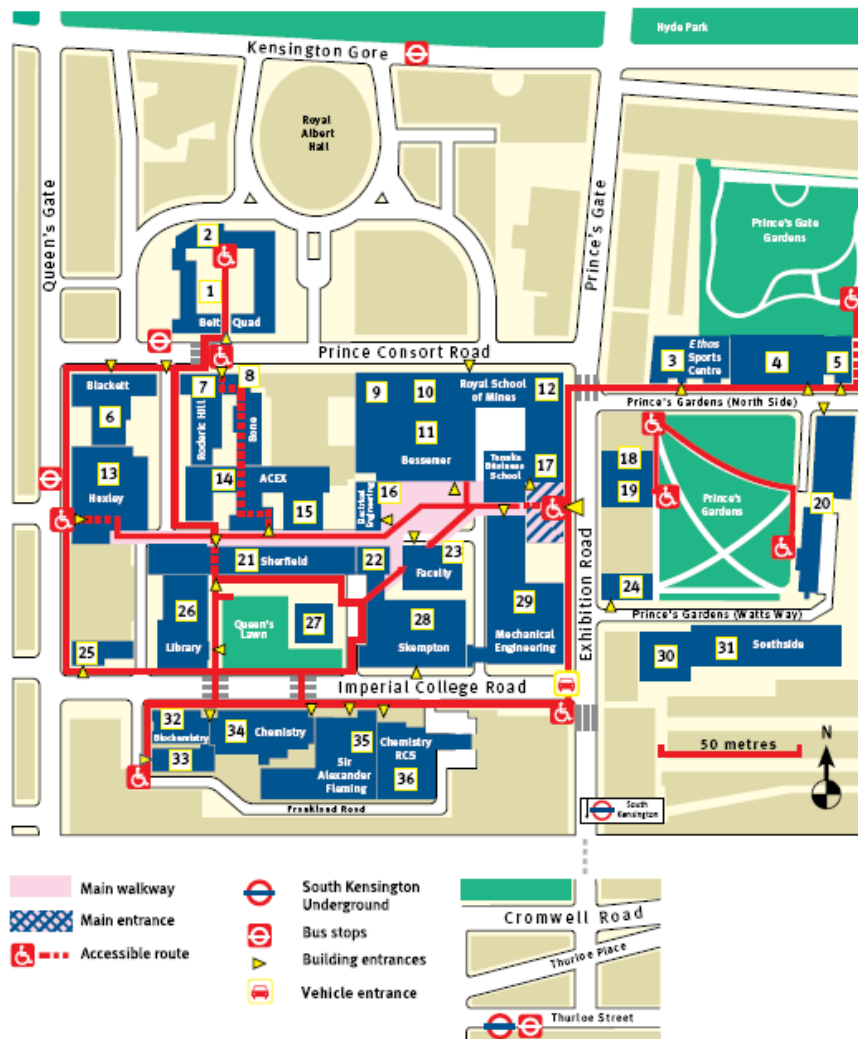 Hyde Park
Kensington Gore
Royal
Albert
Hall
Queen's Gate
Prince's Gate
Prince's Gate
Gardens
2
1
Beit Quad
Prince Consort Road
Ethos
Sports
Centre
3
4
5
Prince's Gardens (North Side)
Blackett
6
7
8
Roderic Hill
Bone
9
10
Royal School
of Mines
12
11
Bessemer
Tanaka
Business
School
17
13
Huxley
14
ACEX
15
16
Electrical
Engineering
18
19
Prince's
Gardens
20
21
Sherfield
22
23
Faculty
24
Prince's Gardens (Watts Way)
Exhibition Road
26
Library
Queen's
Lawn
27
28
Skempton
29
Mechanical
Engineering
25
30
31
Southside
Imperial College Road
32
Biochemistry
33
34
Chemistry
35
Sir
Alexander
Fleming
Chemistry
RCS
36
Frankland Road
50 metres
N
South
Kensington
Main walkway
Main entrance
Accessible route
South Kensington
Underground
Bus stops
Building entrances
Vehicle entrance
Cromwell Road
Thurloe Place
Thurloe Street